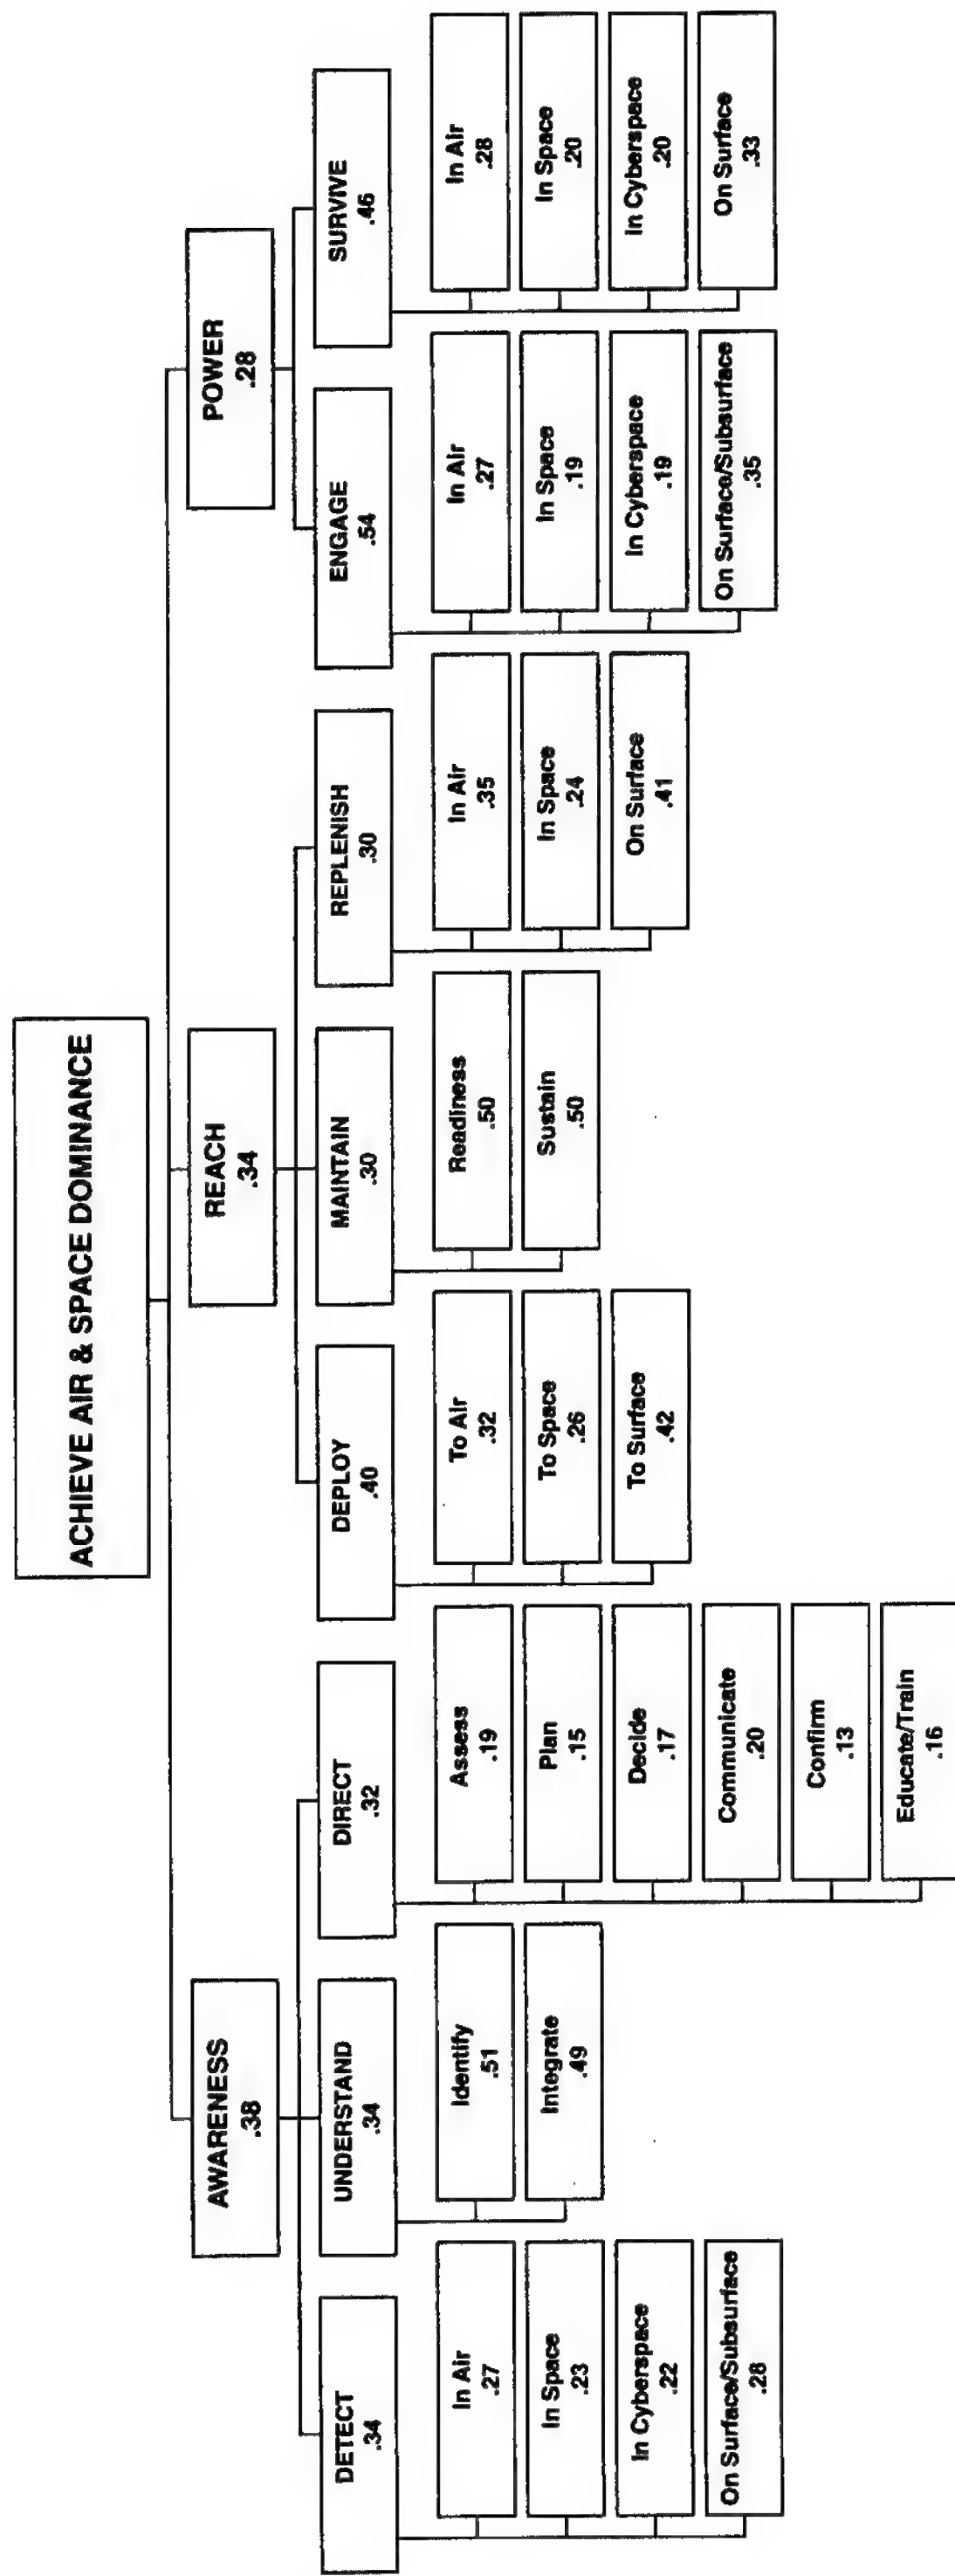 ACHIEVE AIR & SPACE DOMINANCE
AWARENESS
.38
REACH
.34
POWER
.28
DETECT
.34
UNDERSTAND
.34
DIRECT
.32
DEPLOY
.40
MAINTAIN
.30
REPLENISH
.30
ENGAGE
.54
SURVIVE
.46
In Air
.27
In Space
.23
In Cyberspace
.22
On Surface/Subsurface
.28
Identify
.51
Integrate
.49
Assess
.19
Plan
.15
Decide
.17
Communicate
.20
Confirm
.13
Educate/Train
.16
To Air
.32
To Space
.26
To Surface
.42
Readiness
.50
Sustain
.50
In Air
.35
In Space
.24
On Surface
.41
In Air
.27
In Space
.19
In Cyberspace
.19
On Surface/Subsurface
.35
In Air
.28
In Space
.20
In Cyberspace
.20
On Surface
.33